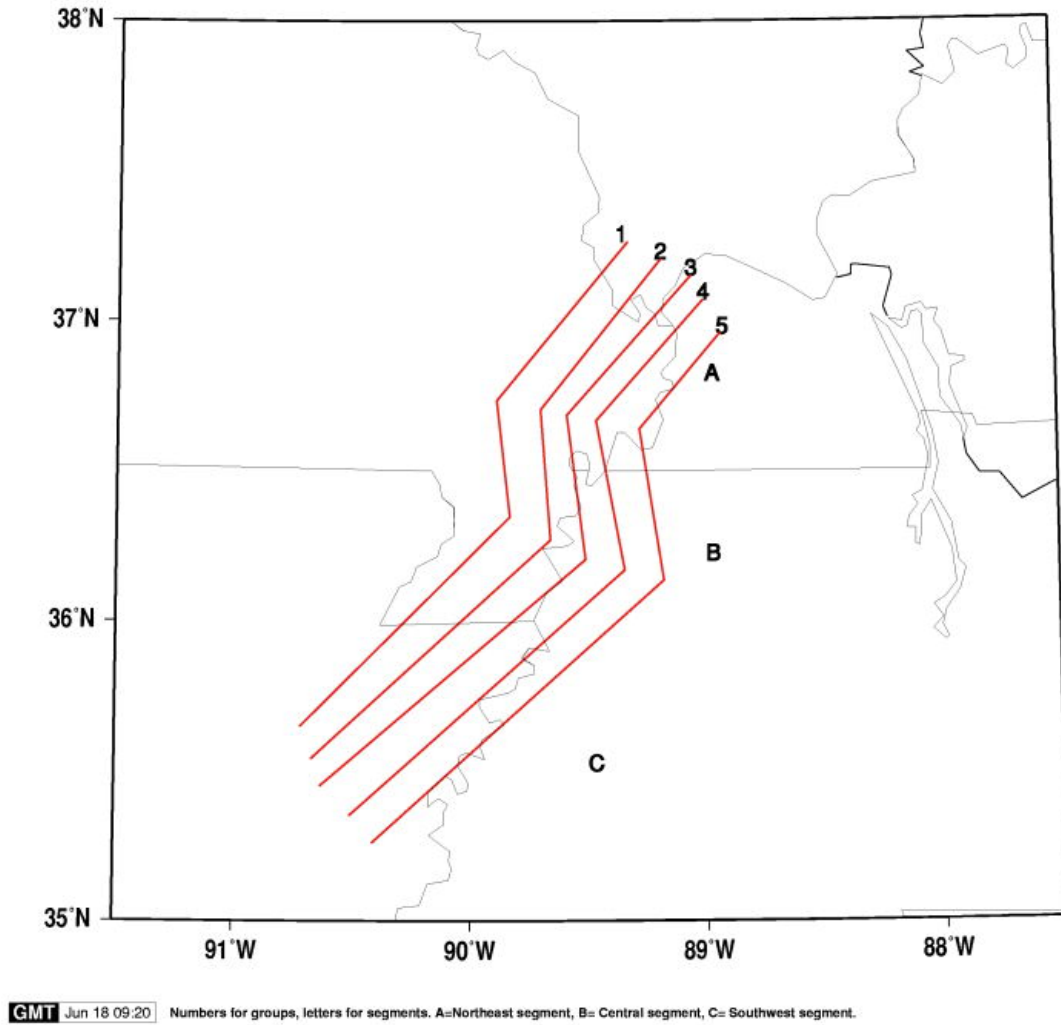 38°N
1
2
3
4
37°N
5
A
B
36°N
C
35°N
91°W 90°W 89°W 88°W
GMT Jun 18 09:20 Numbers for groups, letters for segments. A=Northeast segment, B= Central segment, C= Southwest segment.